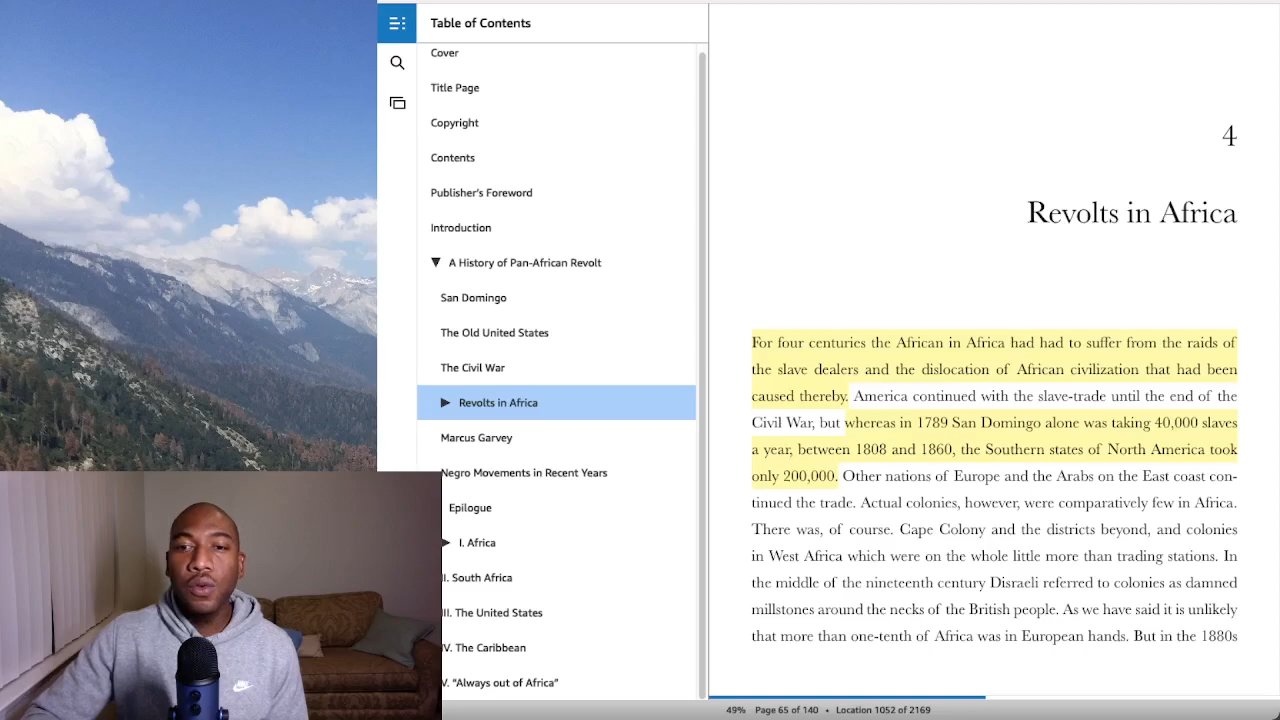 Table of Contents
Cover
Title Page
Copyright
Contents
Publisher's Foreword
Introduction
A History of Pan-African Revolt
San Domingo
The Old United States
The Civil War
Revolts in Africa
Marcus Garvey
Negro Movements in Recent Years
Epilogue
I. Africa
I. South Africa
II. The United States
V. The Caribbean
V. “Always out of Africa”
4
Revolts in Africa
For four centuries the African in Africa had had to suffer from the raids of
the slave dealers and the dislocation of African civilization that had been
caused thereby. America continued with the slave-trade until the end of the
Civil War, but whereas in 1789 San Domingo alone was taking 40,000 slaves
a year, between 1808 and 1860, the Southern states of North America took
only 200,000. Other nations of Europe and the Arabs on the East coast con-
tinued the trade. Actual colonies, however, were comparatively few in Africa.
There was, of course. Cape Colony and the districts beyond, and colonies
in West Africa which were on the whole little more than trading stations. In
the middle of the nineteenth century Disraeli referred to colonies as damned
millstones around the necks of the British people. As we have said it is unlikely
that more than one-tenth of Africa was in European hands. But in the 1880s
49% Page 65 of 140 • Location 1052 of 2169